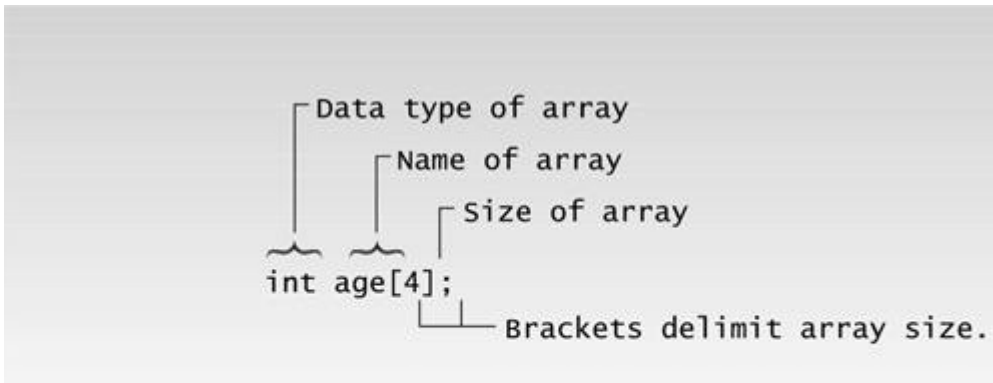 Data type of array
Name of array
Size of array
int age[4];
Brackets delimit array size.